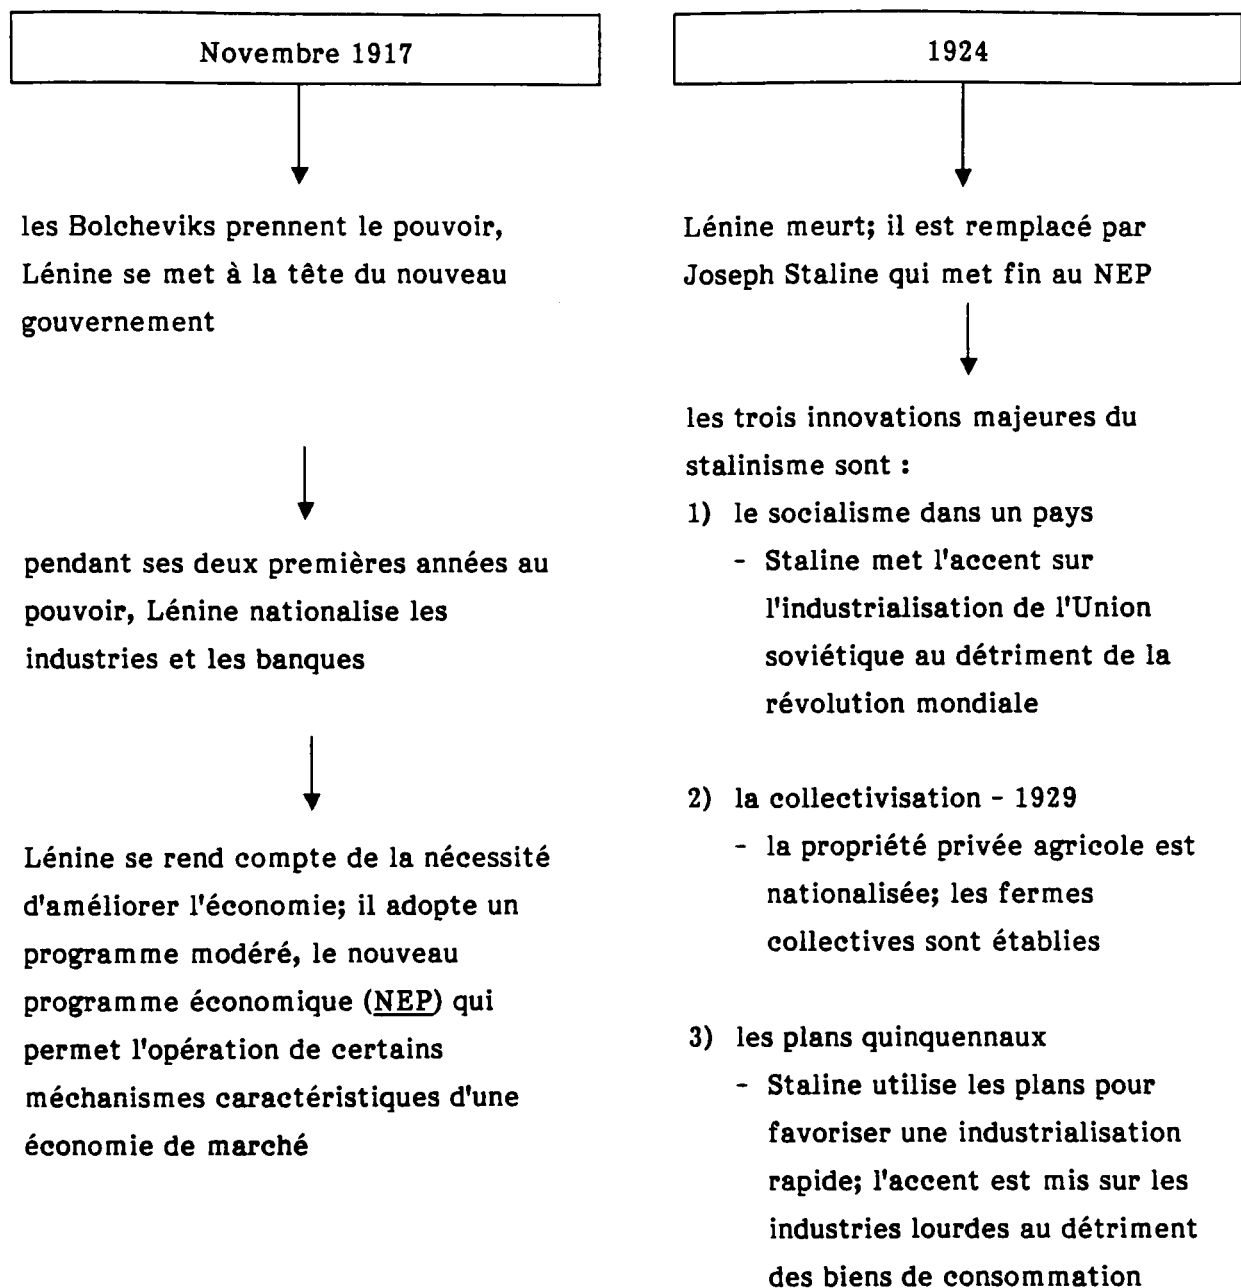 Novembre 1917
les Bolcheviks prennent le pouvoir,
Lénine se met à la tête du nouveau
gouvernement
pendant ses deux premières années au
pouvoir, Lénine nationalise les
industries et les banques
Lénine se rend compte de la nécessité
d'améliorer l'économie; il adopte un
programme modéré, le nouveau
programme économique (NEP) qui
permet l'opération de certains
méchanismes caractéristiques d'une
économie de marché
1924
Lénine meurt; il est remplacé par
Joseph Staline qui met fin au NEP
les trois innovations majeures du
stalinisme sont :
1) le socialisme dans un pays
- Staline met l'accent sur
l'industrialisation de l'Union
soviétique au détriment de la
révolution mondiale
2) la collectivisation - 1929
- la propriété privée agricole est
nationalisée; les fermes
collectives sont établies
3) les plans quinquennaux
- Staline utilise les plans pour
favoriser une industrialisation
rapide; l'accent est mis sur les
industries lourdes au détriment
des biens de consommation